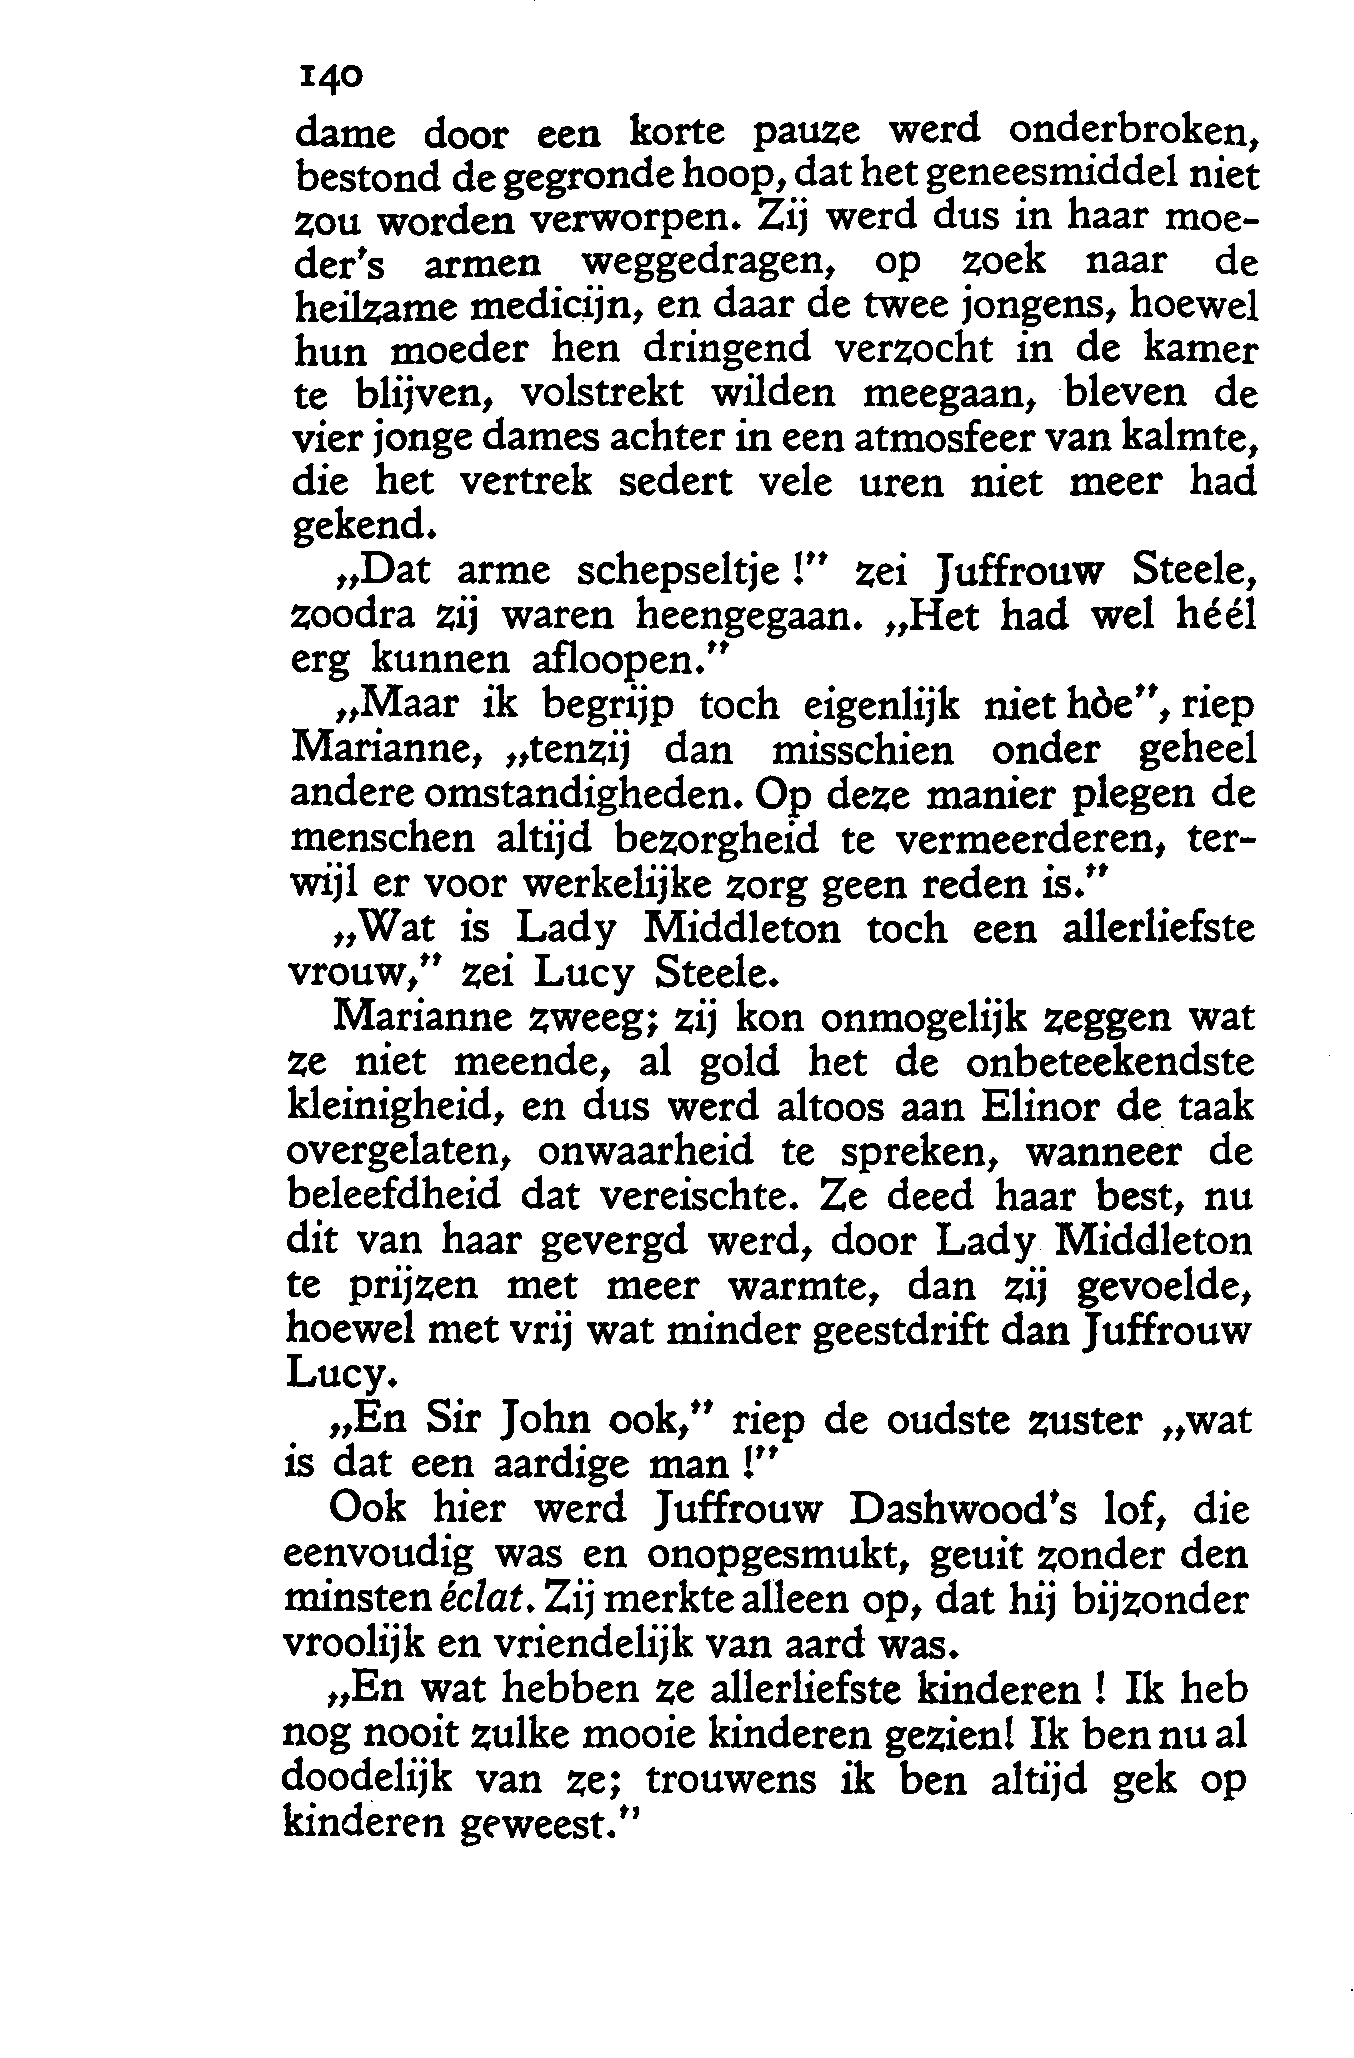 140
dame door een korte pauze werd onderbroken,
bestond de gegronde hoop, dat het geneesmiddel niet
zou worden verworpen. Zij werd dus in haar moe-
der's armen weggedragen, op zoek naar de
heilzame medicijn, en daar de twee jongens, hoewel
hun moeder hen dringend verzocht in de kamer
te blijven, volstrekt wilden meegaan, bleven de
vier jonge dames achter in een atmosfeer van kalmte,
die het vertrek sedert vele uren niet meer had
gekend.
„Dat arme schepseltje !" zei Juffrouw Steele,
zoodra zij waren heengegaan. „Het had wel héél
erg kunnen afloopen."
„Maar ik begrijp toch eigenlijk niet hòe", riep
Marianne, „tenzij dan misschien onder geheel
andere omstandigheden. Op deze manier plegen de
menschen altijd bezorgheid te vermeerderen, ter-
wijl er voor werkelijke zorg geen reden is."
„Wat is Lady Middleton toch een allerliefste
vrouw," zei Lucy Steele.
Marianne zweeg; zij kon onmogelijk zeggen wat
ze niet meende, al gold het de onbeteekendste
kleinigheid, en dus werd altoos aan Elinor de taak
overgelaten, onwaarheid te spreken, wanneer de
beleefdheid dat vereischte. Ze deed haar best, nu
dit van haar gevergd werd, door Lady Middleton
te prijzen met meer warmte, dan zij gevoelde,
hoewel met vrij wat minder geestdrift dan Juffrouw
Lucy.
„En Sir John ook," riep de oudste zuster „wat
is dat een aardige man !"
Ook hier werd Juffrouw Dashwood's lof, die
eenvoudig was en onopgesmukt, geuit zonder den
minsten éclat. Zij merkte alleen op, dat hij bijzonder
vroolijk en vriendelijk van aard was.
„En wat hebben ze allerliefste kinderen ! Ik heb
nog nooit zulke mooie kinderen gezien! Ik ben nu al
doodelijk van ze; trouwens ik ben altijd gek op
kinderen geweest."